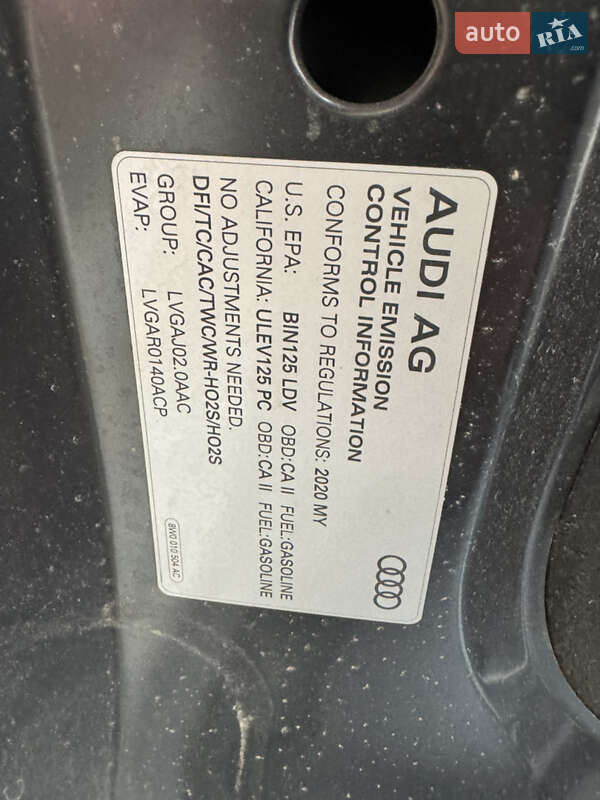 auto RIA.com
AUDI AG
VEHICLE EMISSION
CONTROL INFORMATION
CONFORMS TO REGULATIONS: 2020 MY
U.S. EPA: BIN125 LDV OBD:CA II FUEL:GASOLINE
CALIFORNIA: ULEV125 PC OBD:CA II FUEL:GASOLINE
NO ADJUSTMENTS NEEDED.
DFI/TC/CAC/TWC/WR-HO2S/HO2S
GROUP: LVGAJ02.0AAC
EVAP: LVGAR0140ACP
8W0 010 504 AC